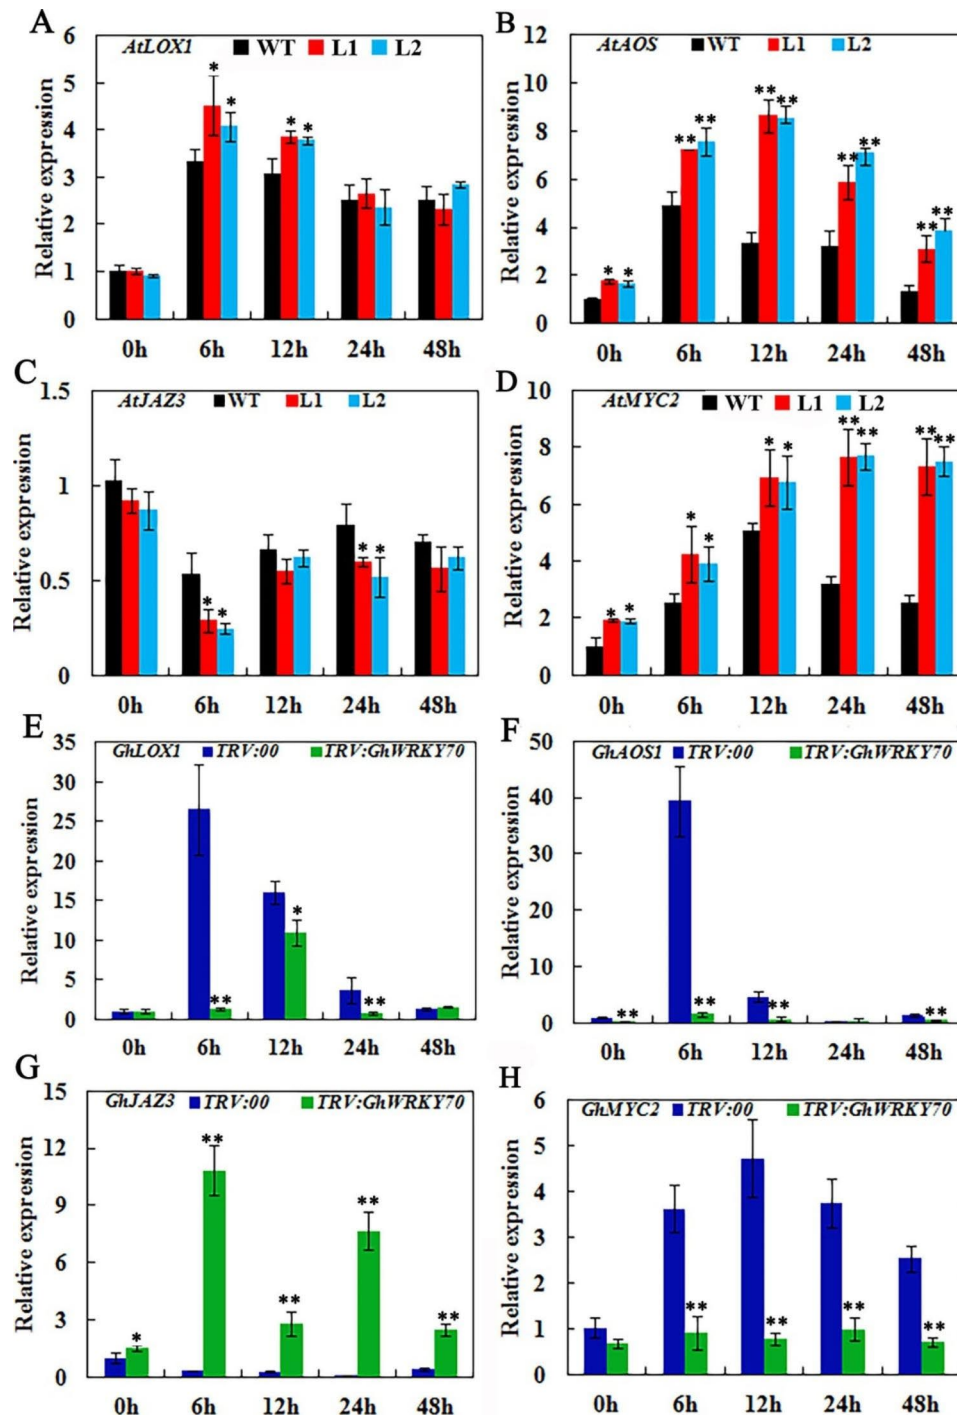 A
AtLOX1 WT L1 L2
Relative expression
6
5
4
3
2
1
0
* * * *
0h 6h 12h 24h 48h
B
AtAOS WT L1 L2
Relative expression
12
10
8
6
4
2
0
* * ** ** ** ** ** ** ** **
0h 6h 12h 24h 48h
C
AtJAZ3 WT L1 L2
Relative expression
1.5
1
0.5
0
* * * *
0h 6h 12h 24h 48h
D
AtMYC2 WT L1 L2
Relative expression
10
8
6
4
2
0
* * * * * * ** ** ** **
0h 6h 12h 24h 48h
E
GhLOX1 TRV:00 TRV:GhWRKY70
Relative expression
35
30
25
20
15
10
5
0
** * **
0h 6h 12h 24h 48h
F
GhAOS1 TRV:00 TRV:GhWRKY70
Relative expression
50
40
30
20
10
0
** ** ** **
0h 6h 12h 24h 48h
G
GhJAZ3 TRV:00 TRV:GhWRKY70
Relative expression
15
12
9
6
3
0
* ** ** ** **
0h 6h 12h 24h 48h
H
GhMYC2 TRV:00 TRV:GhWRKY70
Relative expression
6
5
4
3
2
1
0
** ** ** **
0h 6h 12h 24h 48h